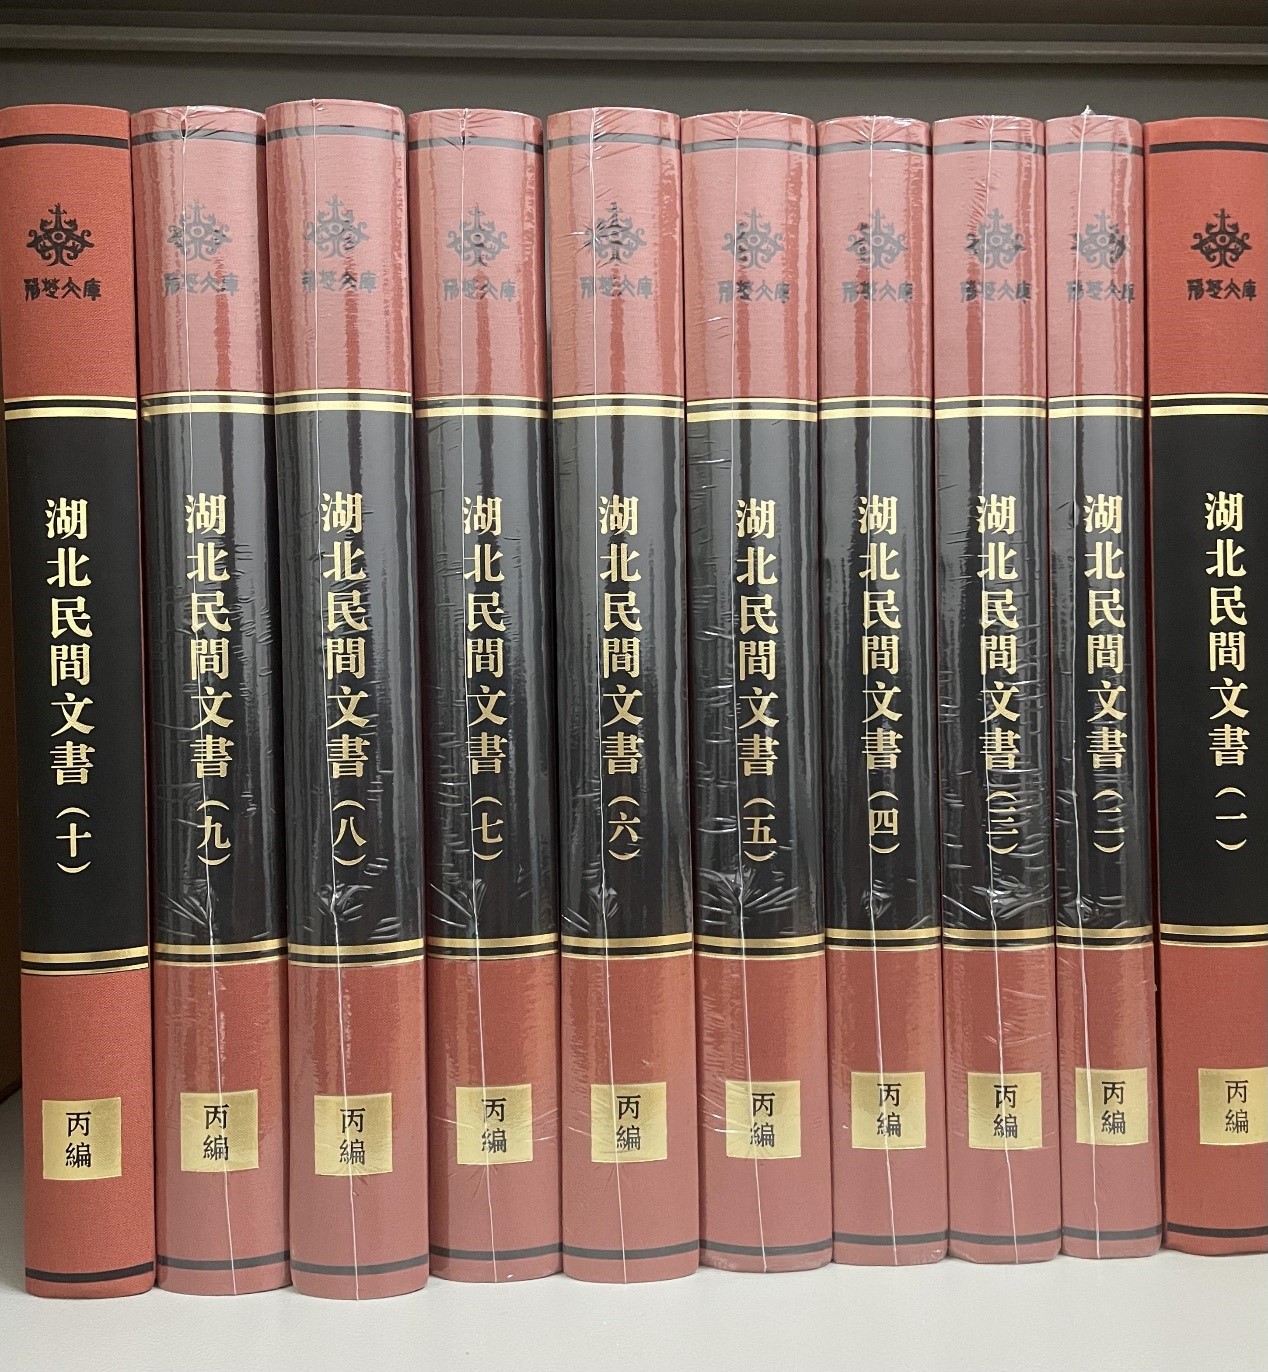 荊楚文庫
湖北民間文書（十）
丙編
荊楚文庫
湖北民間文書（九）
丙編
荊楚文庫
湖北民間文書（八）
丙編
荊楚文庫
湖北民間文書（七）
丙編
荊楚文庫
湖北民間文書（六）
丙編
荊楚文庫
湖北民間文書（五）
丙編
荊楚文庫
湖北民間文書（四）
丙編
荊楚文庫
湖北民間文書（三）
丙編
荊楚文庫
湖北民間文書（二）
丙編
荊楚文庫
湖北民間文書（一）
丙編